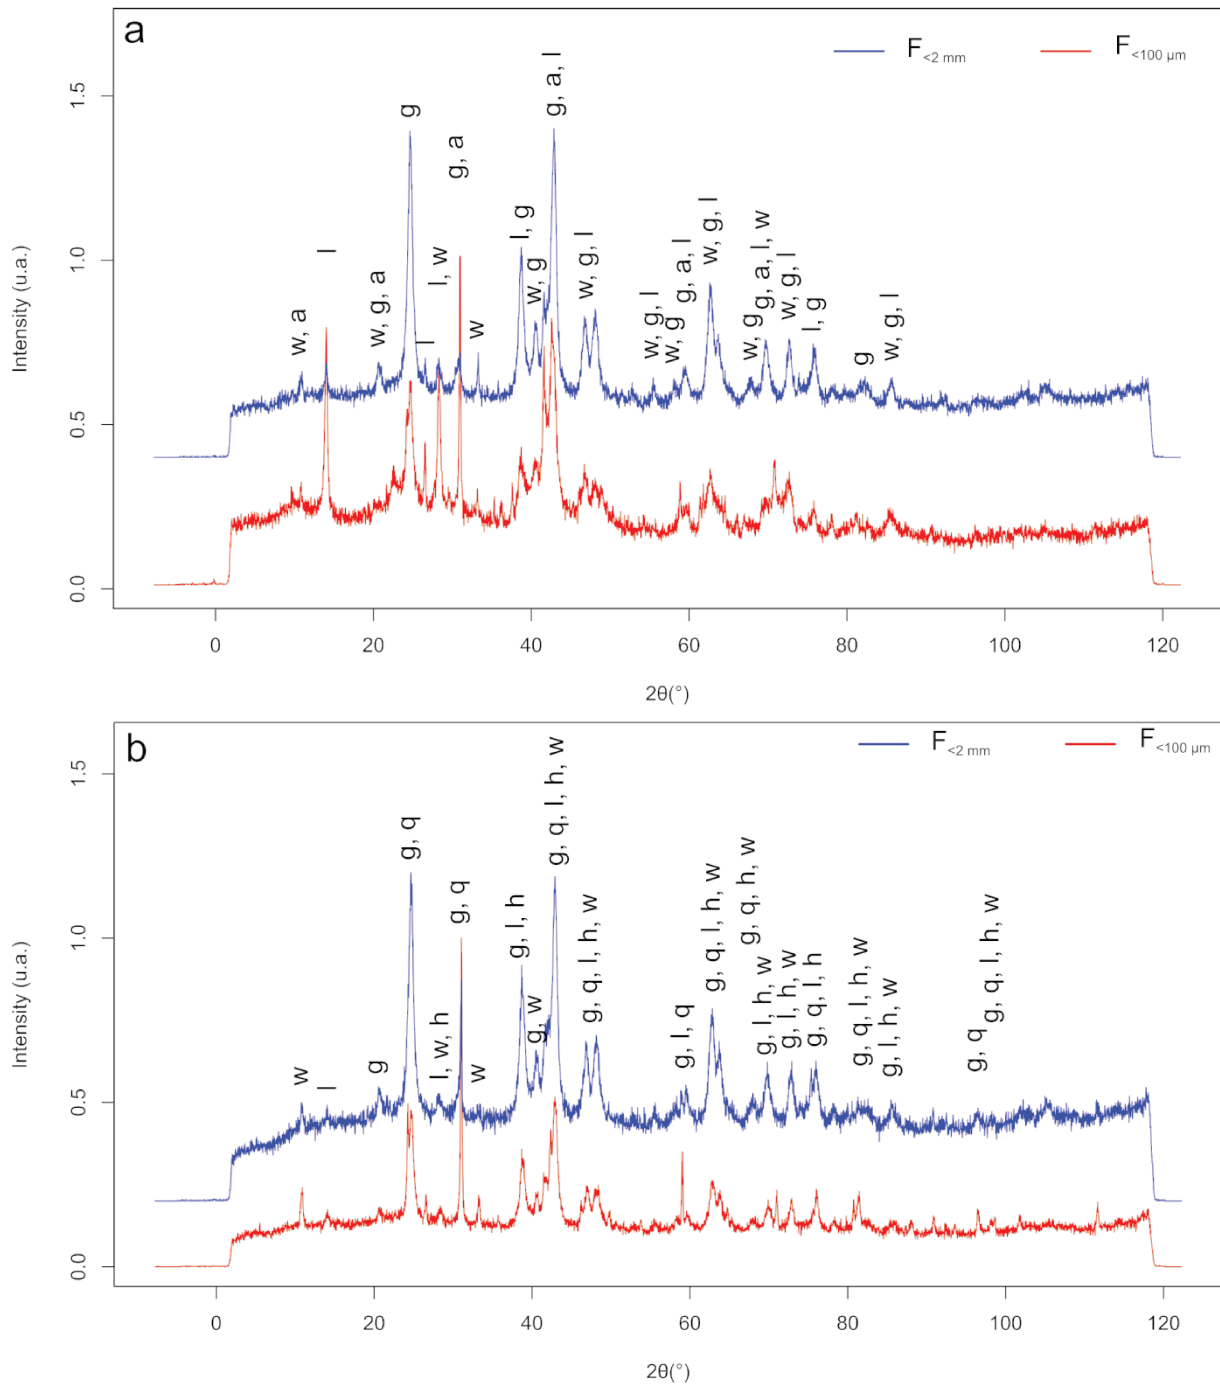 a
F<2 mm
F<100 µm
Intensity (u.a.)
1.5
1.0
0.5
0.0
w, a
l
w, g, a
g
l
l, w
g, a
w
l, g
w, g
g, a, l
w, g, l
w, g, l
w, g
g, a, l
w, g, l
w, g
g, a, l, w
w, g, l
l, g
g
w, g, l
0
20
40
60
80
100
120
2θ(°)
b
F<2 mm
F<100 µm
Intensity (u.a.)
1.5
1.0
0.5
0.0
w
l
g
g, q
l, w, h
g, q
w
g, l, h
g, w
g, q, l, h, w
g, q, l, h, w
g, l, q
g, q, l, h, w
g, q, h, w
g, l, h, w
g, l, h, w
g, q, l, h
g, q, l, h, w
g, l, h, w
g, q
g, q, l, h, w
0
20
40
60
80
100
120
2θ(°)